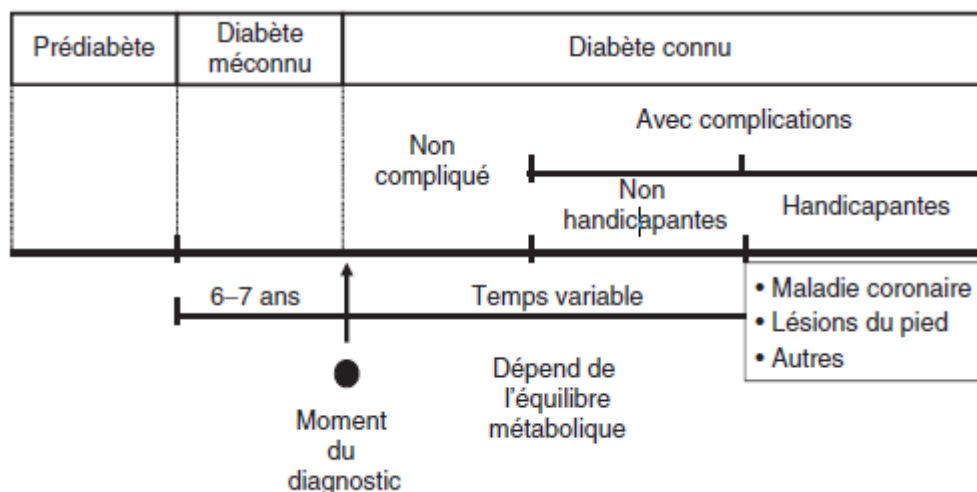 Prédiabète
Diabète
méconnu
Diabète connu
Non
compliqué
Avec complications
Non
handicapantes
Handicapantes
6–7 ans
Temps variable
• Maladie coronaire
• Lésions du pied
• Autres
Moment
du
diagnostic
Dépend de
l'équilibre
métabolique